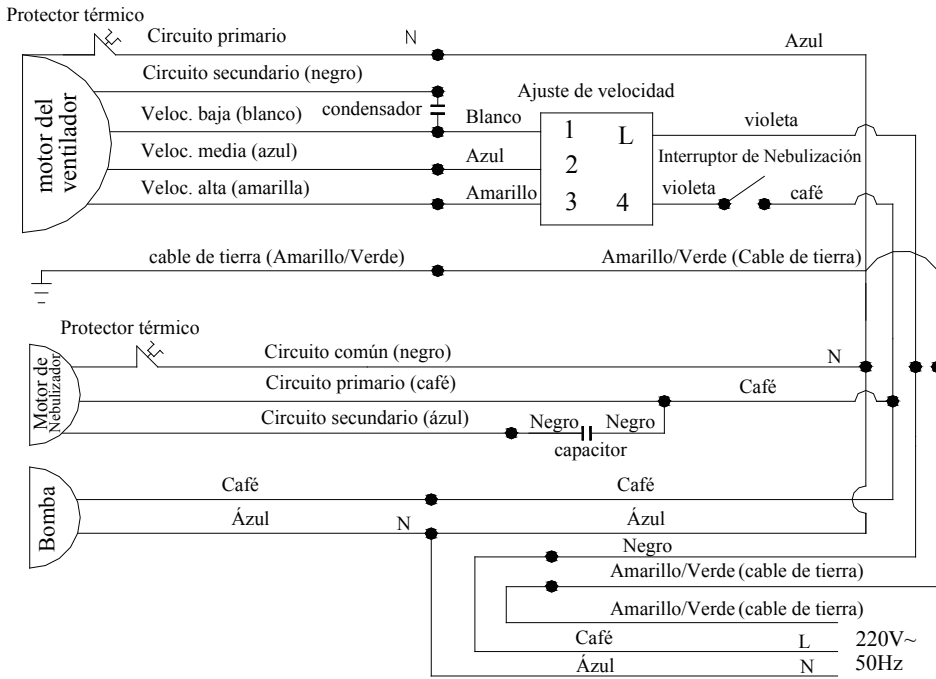 Protector térmico
Circuito primario
N
Azul
Circuito secundario (negro)
condensador
Ajuste de velocidad
Veloc. baja (blanco)
Blanco
1
L
violeta
motor del
ventilador
Veloc. media (azul)
Azul
2
Interruptor de Nebulización
Veloc. alta (amarilla)
Amarillo
3
4
violeta
café
cable de tierra (Amarillo/Verde)
Amarillo/Verde (Cable de tierra)
Protector térmico
Motor de
Nebulizador
Circuito común (negro)
N
Circuito primario (café)
Café
Circuito secundario (ázul)
Negro
Negro
capacitor
Bomba
Café
Café
Ázul
N
Ázul
Negro
Amarillo/Verde (cable de tierra)
Amarillo/Verde (cable de tierra)
Café
L
220V~
Ázul
N
50Hz